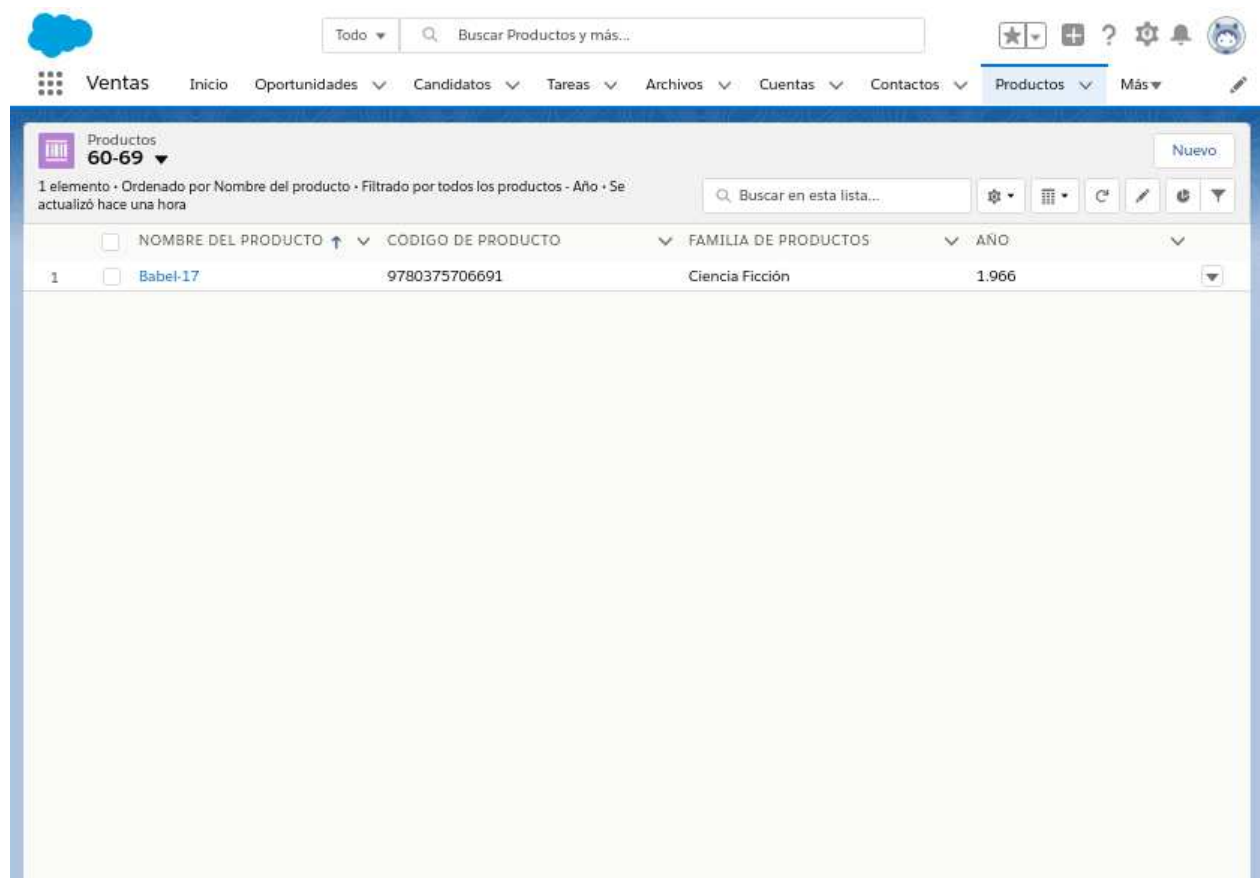 Todo
Buscar Productos y más...
Ventas Inicio Oportunidades Candidatos Tareas Archivos Cuentas Contactos Productos Más
Productos
60-69
Nuevo
1 elemento • Ordenado por Nombre del producto • Filtrado por todos los productos - Año • Se
actualizó hace una hora
Buscar en esta lista...
NOMBRE DEL PRODUCTO CODIGO DE PRODUCTO FAMILIA DE PRODUCTOS AÑO
1 Babel-17 9780375706691 Ciencia Ficción 1.966